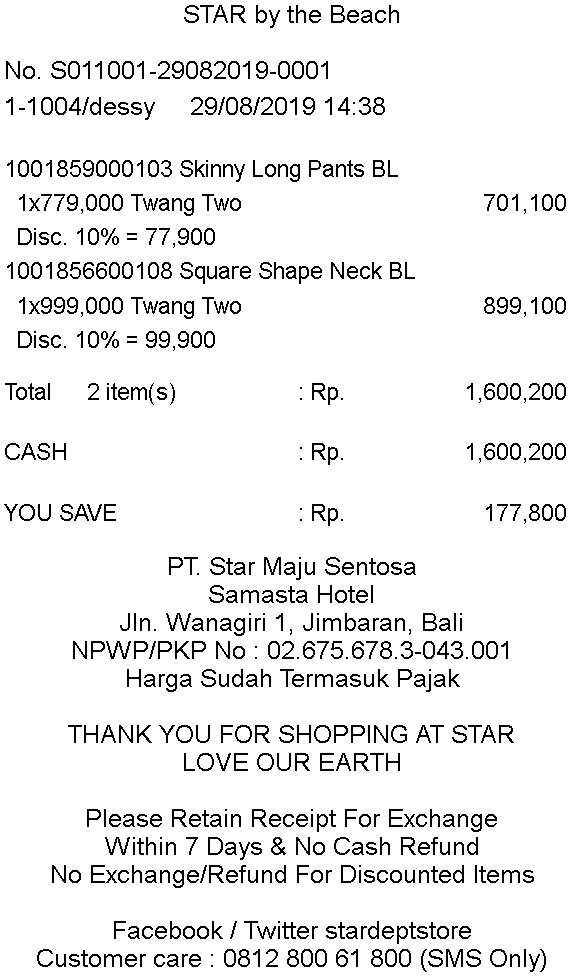 STAR by the Beach
No. S011001-29082019-0001
1-1004/dessy 29/08/2019 14:38
1001859000103 Skinny Long Pants BL
1x779,000 Twang Two 701,100
Disc. 10% = 77,900
1001856600108 Square Shape Neck BL
1x999,000 Twang Two 899,100
Disc. 10% = 99,900
Total 2 item(s) : Rp. 1,600,200
CASH : Rp. 1,600,200
YOU SAVE : Rp. 177,800
PT. Star Maju Sentosa
Samasta Hotel
Jln. Wanagiri 1, Jimbaran, Bali
NPWP/PKP No : 02.675.678.3-043.001
Harga Sudah Termasuk Pajak
THANK YOU FOR SHOPPING AT STAR
LOVE OUR EARTH
Please Retain Receipt For Exchange
Within 7 Days & No Cash Refund
No Exchange/Refund For Discounted Items
Facebook / Twitter stardeptstore
Customer care : 0812 800 61 800 (SMS Only)